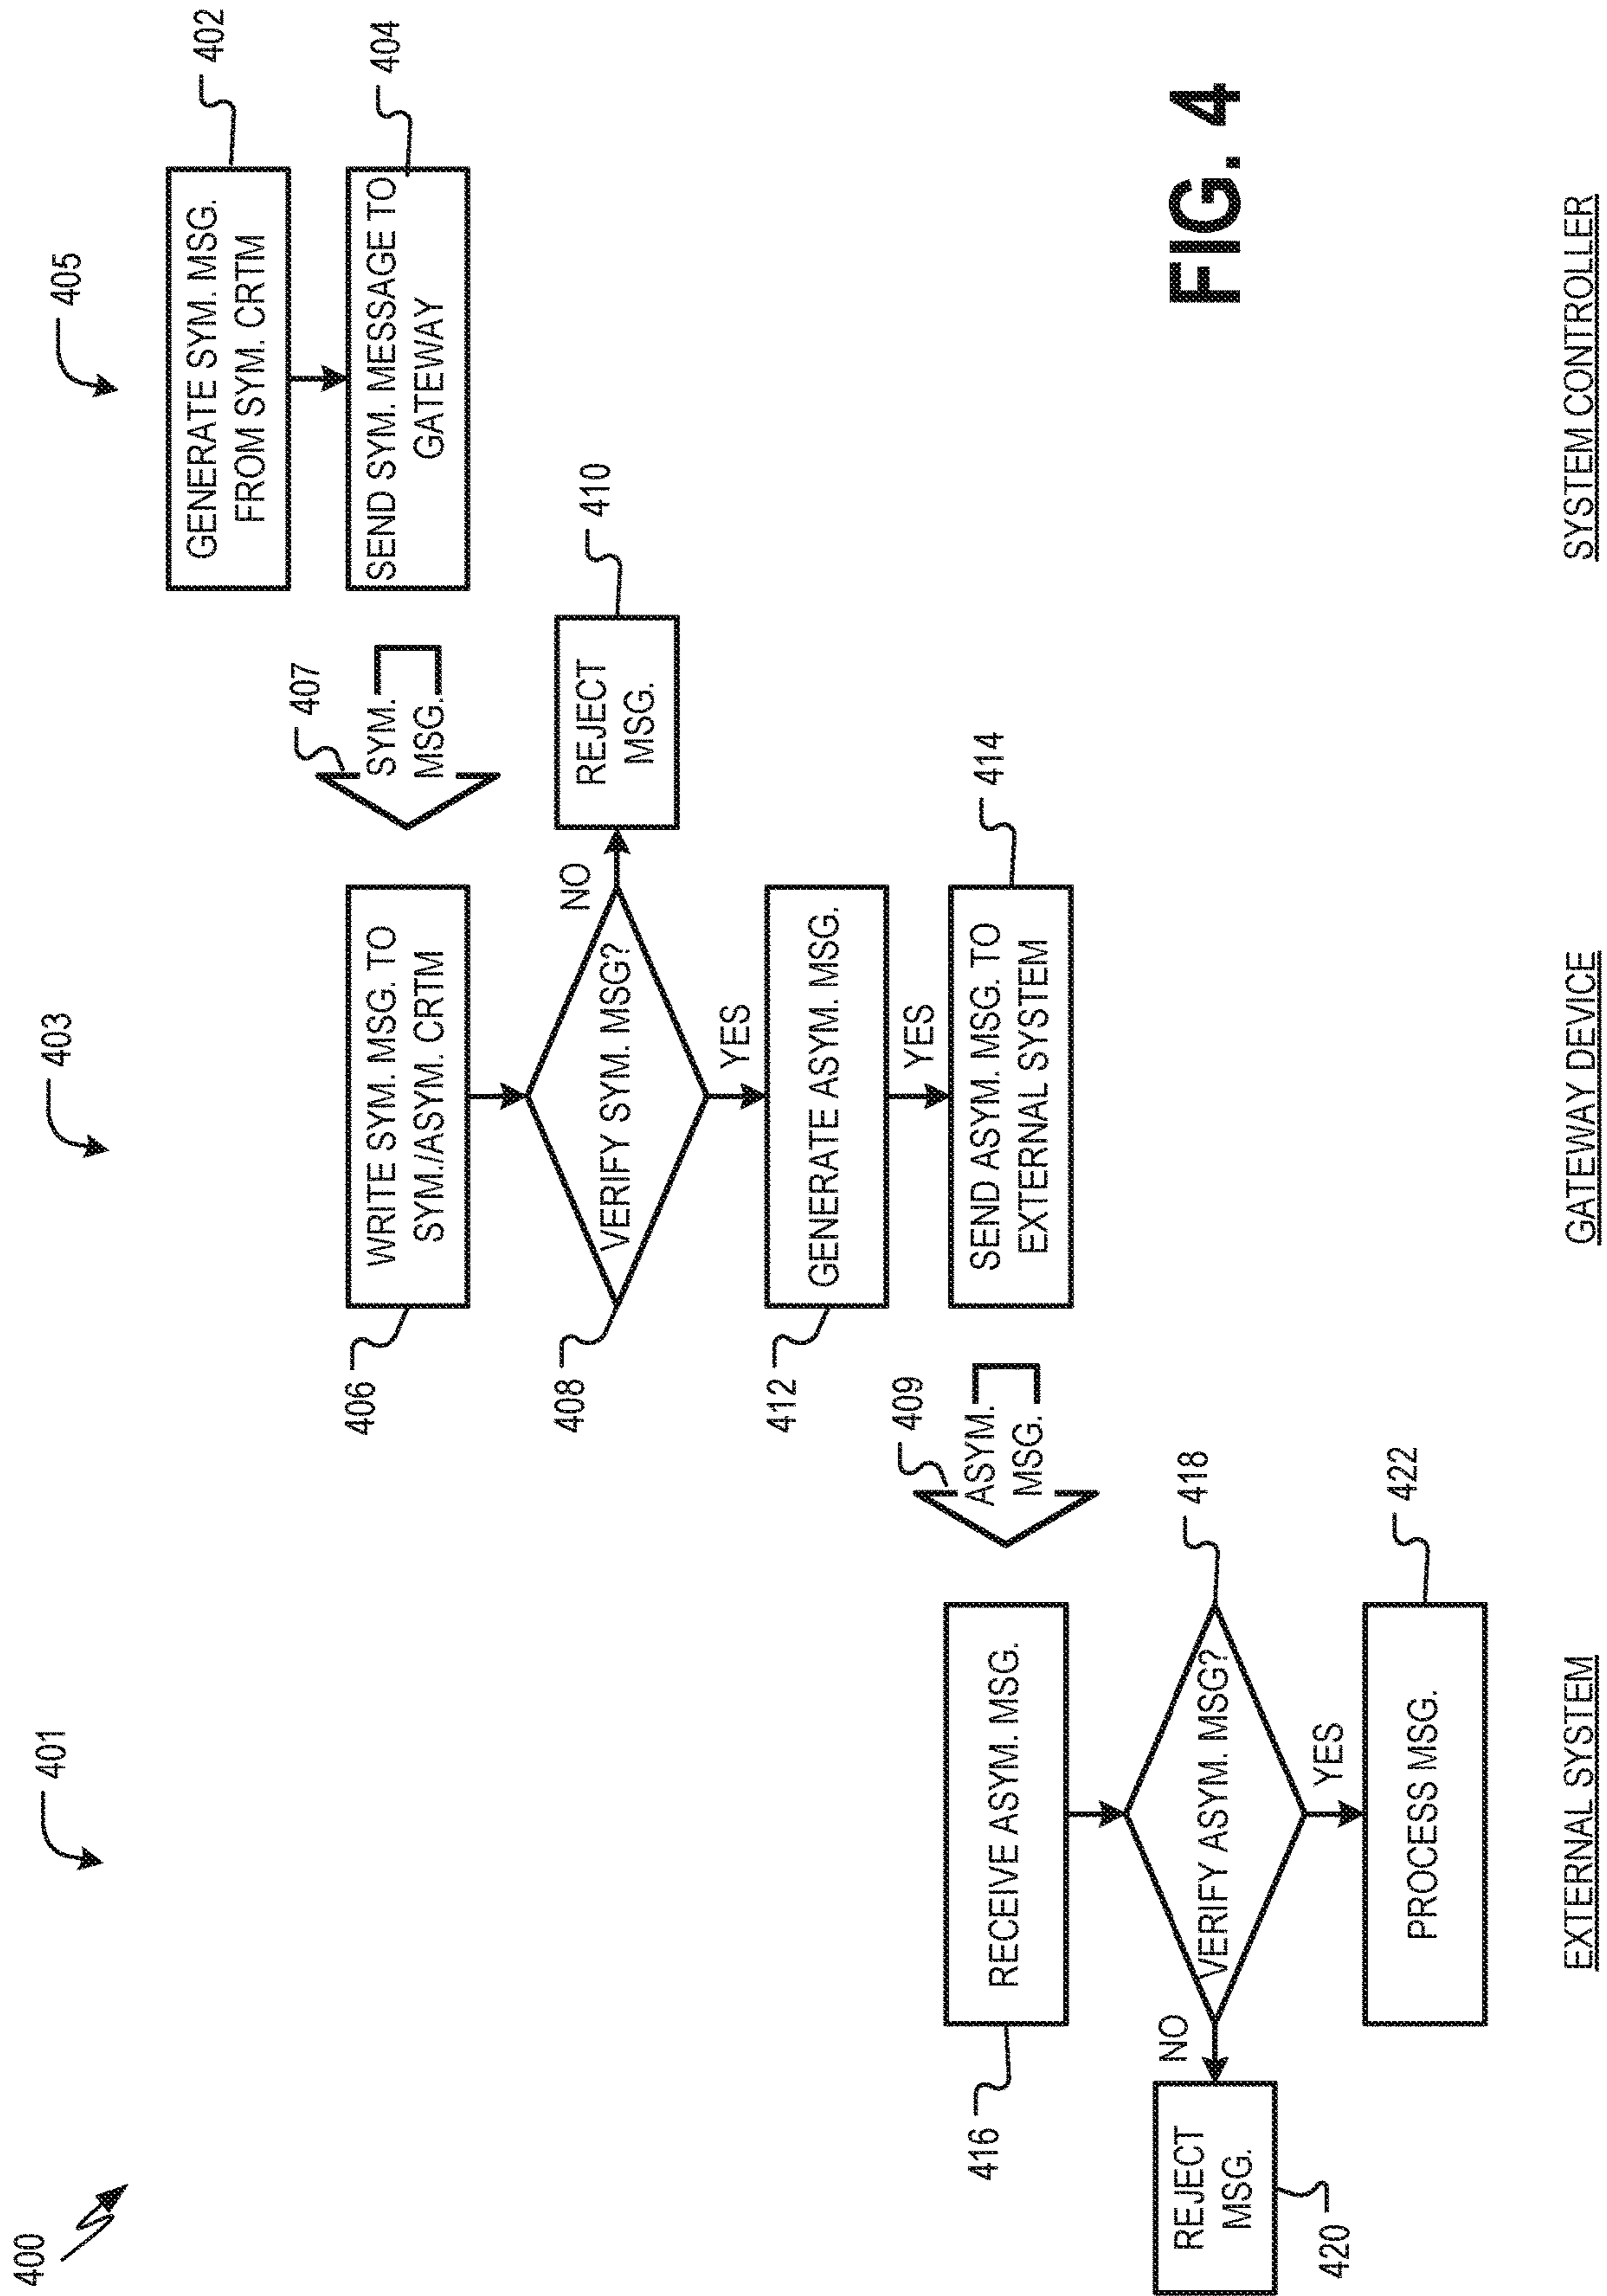 400
401
403
405
GENERATE SYM. MSG.
FROM SYM. CRTM
402
SEND SYM. MESSAGE TO
GATEWAY
404
407
SYM.
MSG.
WRITE SYM. MSG. TO
SYM./ASYM. CRTM
406
VERIFY SYM. MSG?
408
NO
REJECT
MSG.
410
YES
GENERATE ASYM. MSG.
412
YES
SEND ASYM. MSG. TO
EXTERNAL SYSTEM
414
409
ASYM.
MSG.
RECEIVE ASYM. MSG.
416
VERIFY ASYM. MSG?
418
NO
REJECT
MSG.
420
YES
PROCESS MSG.
422
EXTERNAL SYSTEM
GATEWAY DEVICE
SYSTEM CONTROLLER
FIG. 4